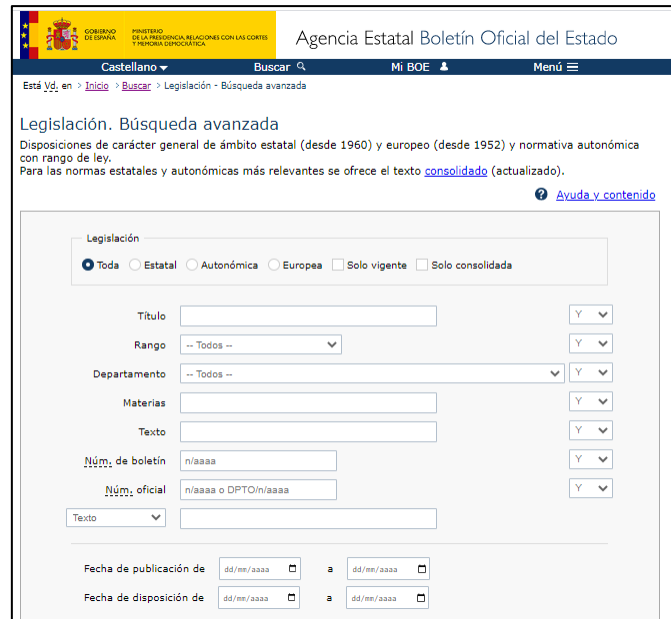 GOBIERNO
DE ESPAÑA
MINISTERIO
DE LA PRESIDENCIA, RELACIONES CON LAS CORTES
Y MEMORIA DEMOCRÁTICA
Agencia Estatal Boletín Oficial del Estado
Castellano Buscar Mi BOE Menú
Está Vd. en > Inicio > Buscar > Legislación - Búsqueda avanzada
Legislación. Búsqueda avanzada
Disposiciones de carácter general de ámbito estatal (desde 1960) y europeo (desde 1952) y normativa autonómica
con rango de ley.
Para las normas estatales y autonómicas más relevantes se ofrece el texto consolidado (actualizado).
? Ayuda y contenido
Legislación
Toda Estatal Autonómica Europea Solo vigente Solo consolidada
Título Y
Rango -- Todos -- Y
Departamento -- Todos -- Y
Materias Y
Texto Y
Núm. de boletín n/aaaa Y
Núm. oficial n/aaaa o DPTO/n/aaaa Y
Texto
Fecha de publicación de dd/mm/aaaa a dd/mm/aaaa
Fecha de disposición de dd/mm/aaaa a dd/mm/aaaa